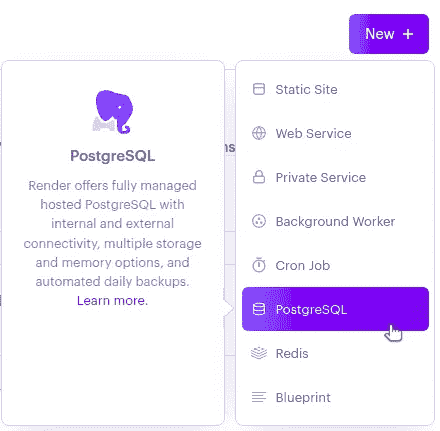 New +
PostgreSQL
Render offers fully managed
hosted PostgreSQL with
internal and external
connectivity, multiple storage
and memory options, and
automated daily backups.
Learn more.
ns
Static Site
Web Service
Private Service
Background Worker
Cron Job
PostgreSQL
Redis
Blueprint